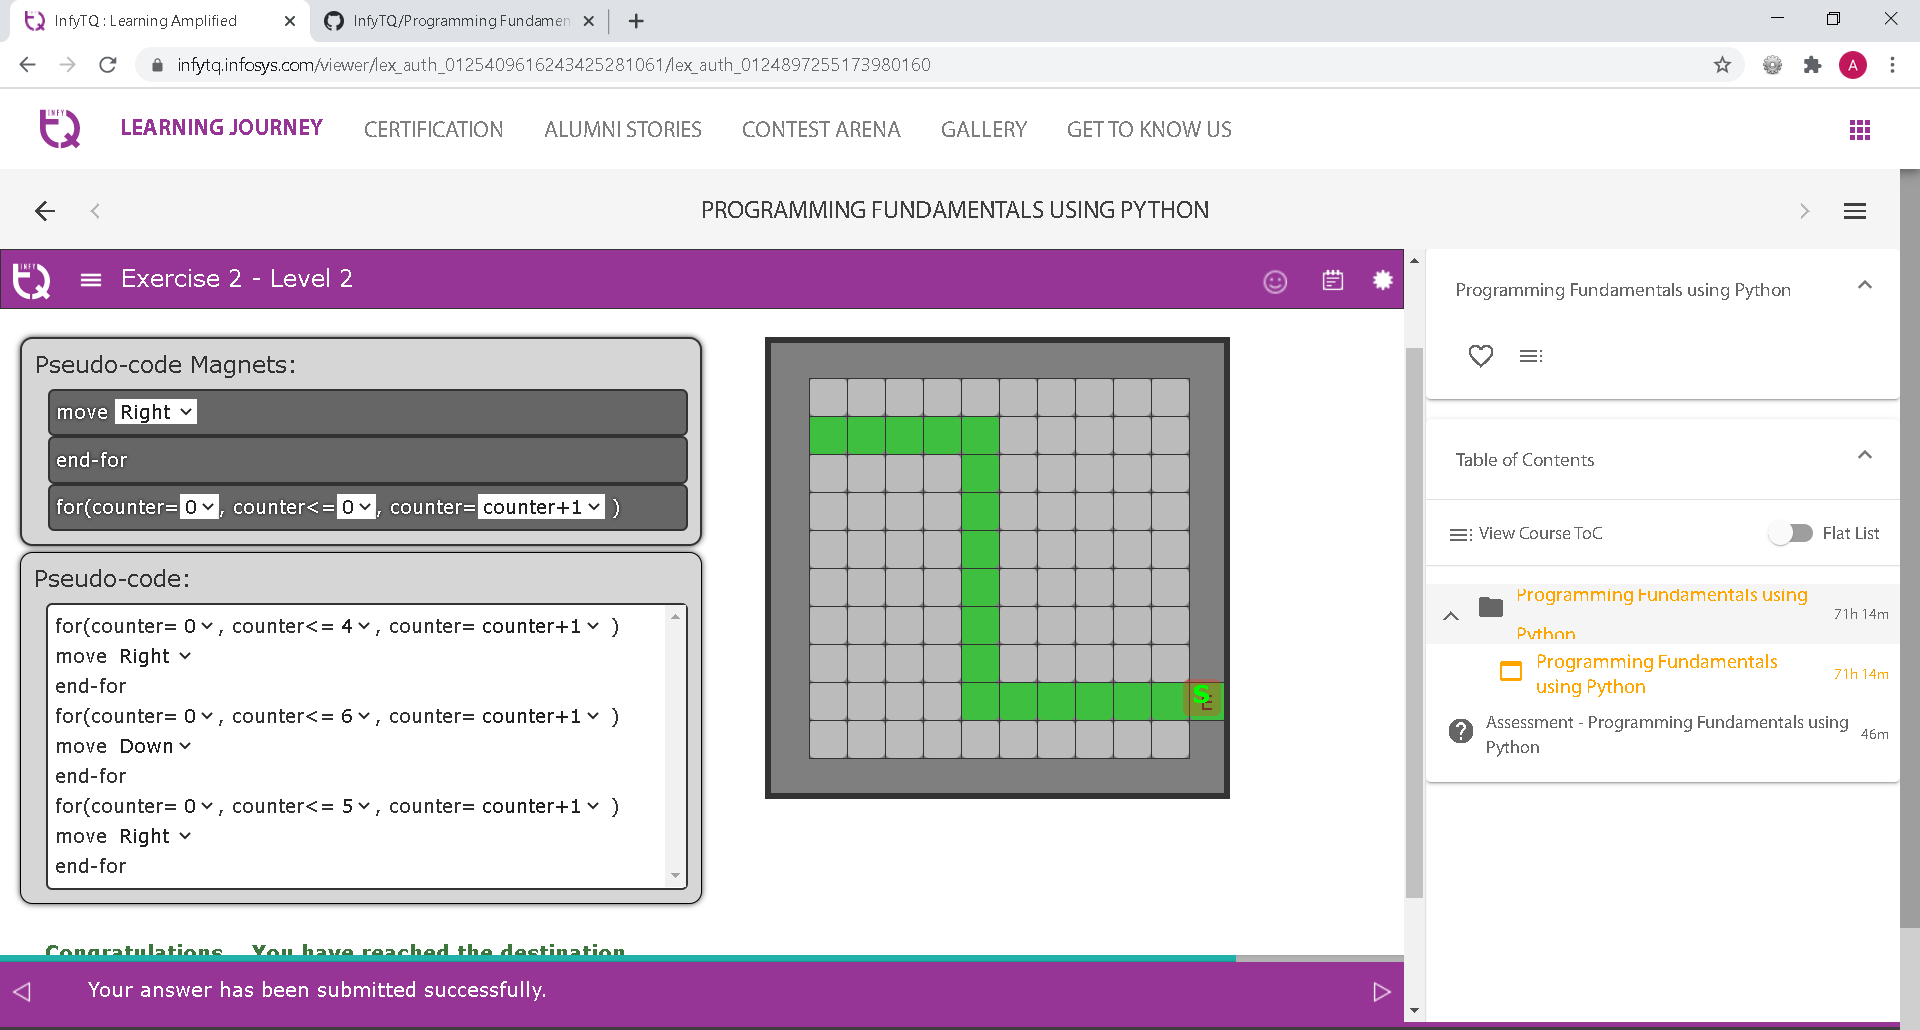 InfyTQ : Learning Amplified
InfyTQ/Programming Fundamen
infytq.infosys.com/viewer/lex_auth_0125409616243425281061/lex_auth_0124897255173980160
A
INFY
TQ
LEARNING JOURNEY
CERTIFICATION
ALUMNI STORIES
CONTEST ARENA
GALLERY
GET TO KNOW US
PROGRAMMING FUNDAMENTALS USING PYTHON
INFY
TQ
Exercise 2 - Level 2
Pseudo-code Magnets:
move Right
end-for
for(counter= 0 , counter<= 0 , counter= counter+1 )
Pseudo-code:
for(counter= 0 , counter<= 4 , counter= counter+1 )
move Right
end-for
for(counter= 0 , counter<= 6 , counter= counter+1 )
move Down
end-for
for(counter= 0 , counter<= 5 , counter= counter+1 )
move Right
end-for
S
E
Congratulations... You have reached the destination
Your answer has been submitted successfully.
Programming Fundamentals using Python
Table of Contents
View Course ToC
Flat List
Programming Fundamentals using
Python
71h 14m
Programming Fundamentals
using Python
71h 14m
Assessment - Programming Fundamentals using
Python
46m